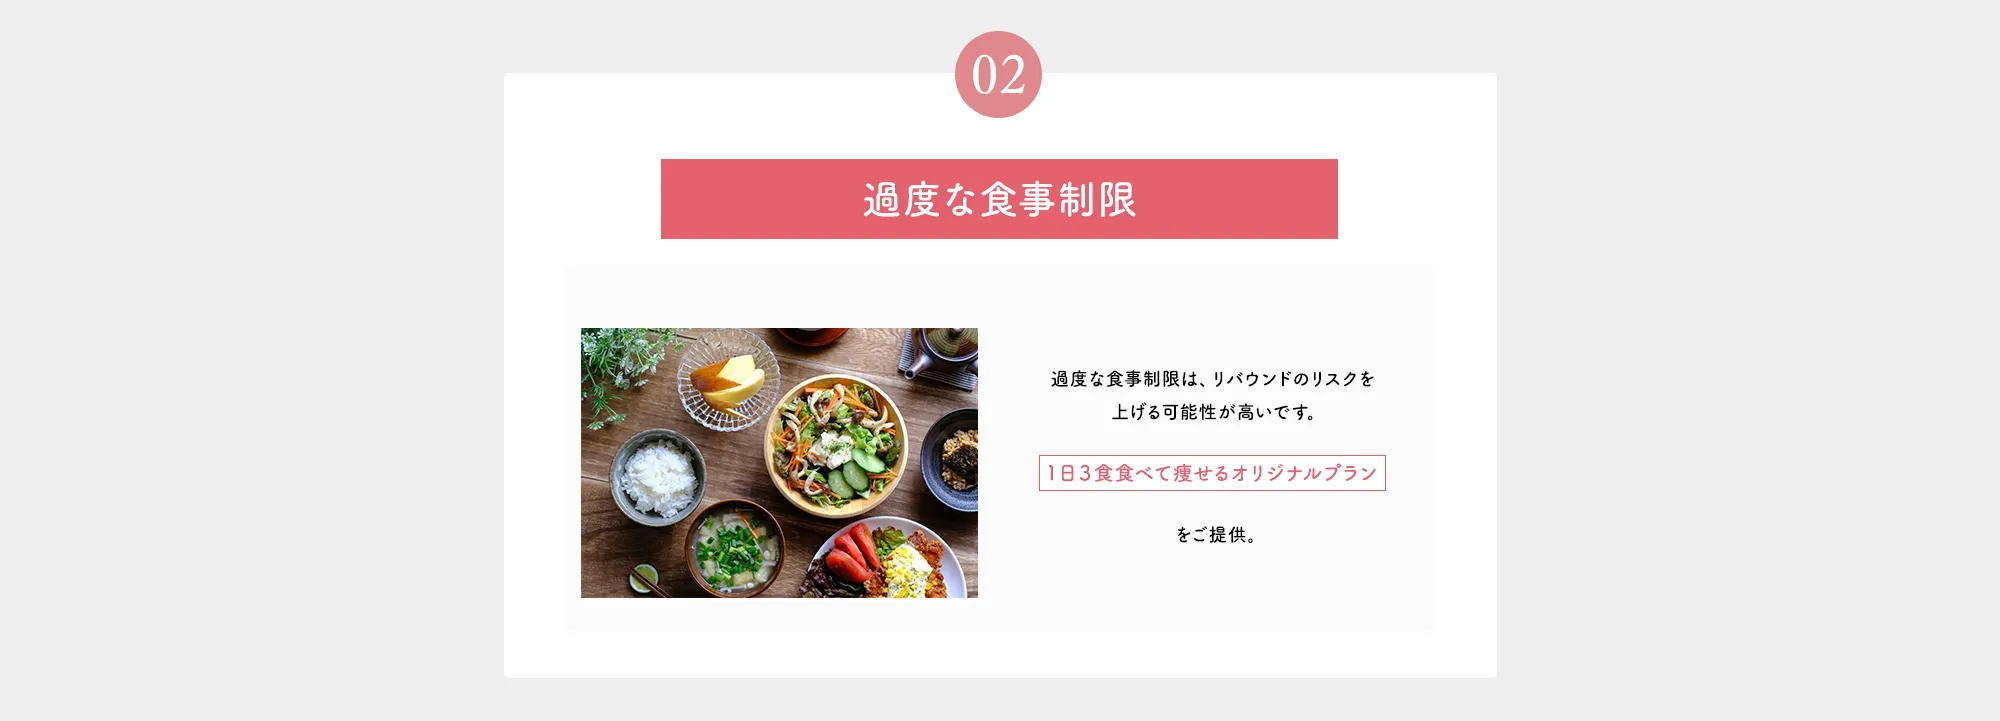 02
過度な食事制限
過度な食事制限は、リバウンドのリスクを
上げる可能性が高いです。
1日3食食べて痩せるオリジナルプラン
をご提供。